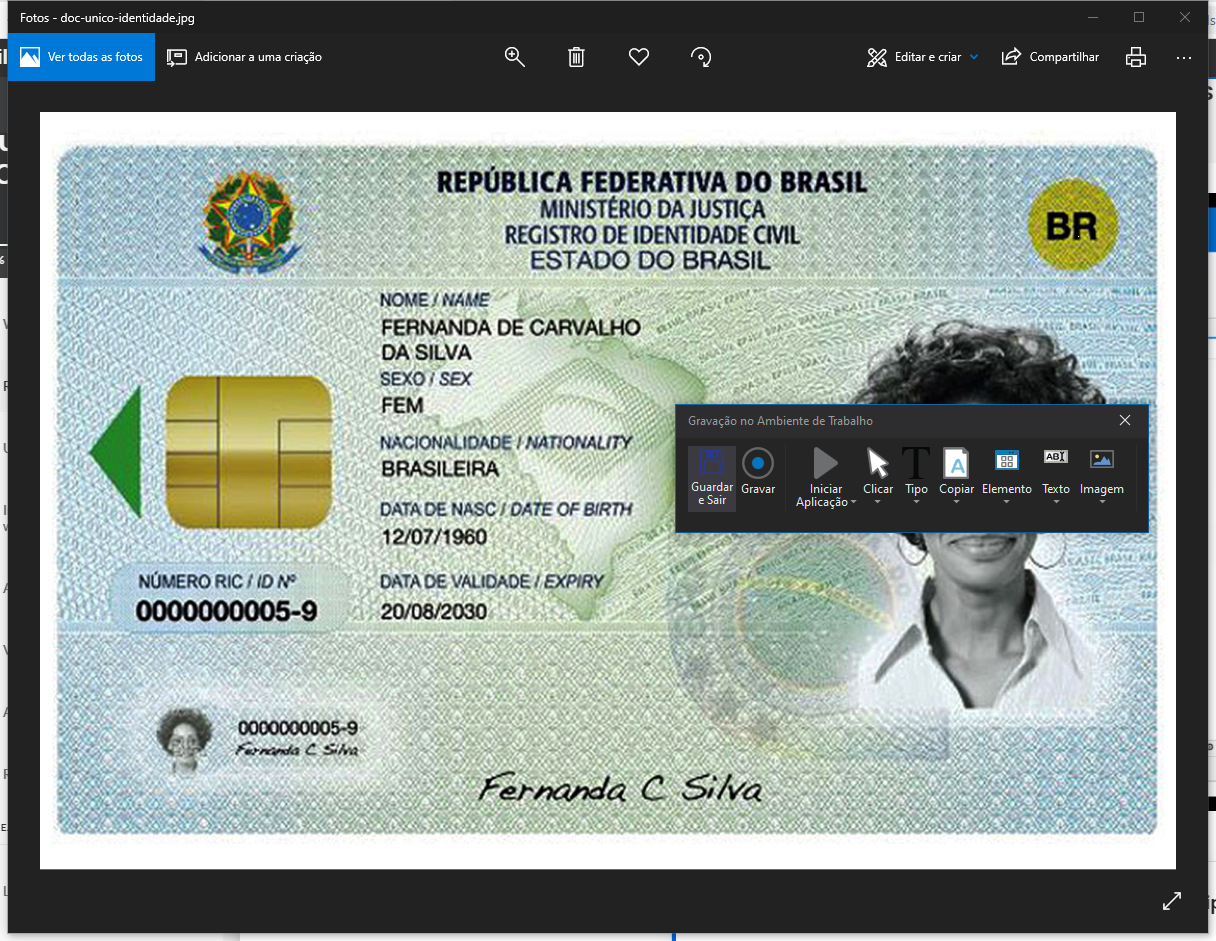 Fotos - doc-unico-identidade.jpg
Ver todas as fotos
Adicionar a uma criação
Editar e criar
Compartilhar
REPÚBLICA FEDERATIVA DO BRASIL
MINISTÉRIO DA JUSTIÇA
REGISTRO DE IDENTIDADE CIVIL
ESTADO DO BRASIL
BR
NOME / NAME
FERNANDA DE CARVALHO
DA SILVA
SEXO / SEX
FEM
NACIONALIDADE / NATIONALITY
BRASILEIRA
DATA DE NASC / DATE OF BIRTH
12/07/1960
DATA DE VALIDADE / EXPIRY
20/08/2030
NÚMERO RIC / ID Nº
0000000005-9
0000000005-9
Fernanda C Silva
Fernanda C Silva
Gravação no Ambiente de Trabalho
Guardar e Sair
Gravar
Iniciar Aplicação
Clicar
T
Tipo
A
Copiar
Elemento
AB
Texto
Imagem